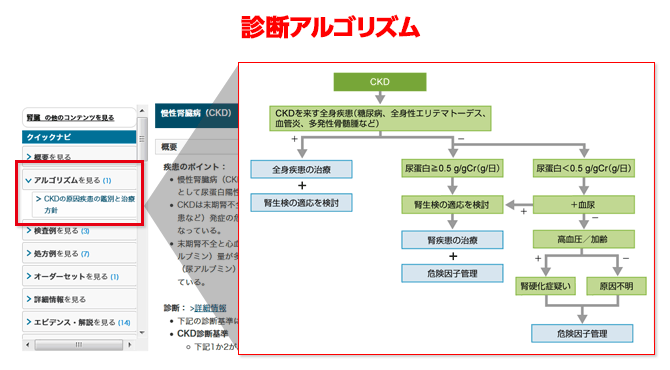 診断アルゴリズム
腎臓 の他のコンテンツを見る
クイックナビ
概要を見る
アルゴリズムを見る (1)
CKDの原因疾患の鑑別と治療
方針
検査例を見る (3)
処方例を見る (7)
オーダーセットを見る (1)
詳細情報を見る
エビデンス・解説を見る (14)
慢性腎臓病（CKD）
概要
疾患のポイント：
慢性腎臓病（CKD）
として尿蛋白陽性
CKDは末期腎不全
患など）発症の危
なっている。
末期腎不全と心血
ルブミン）量が多
（尿アルブミン）
ている。
診断： >詳細情報
下記の診断基準に
CKD診断基準
下記1か2が
CKD
CKDを来す全身疾患(糖尿病、全身性エリテマトーデス、
血管炎、多発性骨髄腫など)
+
−
全身疾患の治療
+
腎生検の適応を検討
尿蛋白≥0.5 g/gCr(g/日)
尿蛋白<0.5 g/gCr(g/日)
腎生検の適応を検討
+
＋血尿
−
腎疾患の治療
+
危険因子管理
高血圧／加齢
+
−
腎硬化症疑い
原因不明
危険因子管理